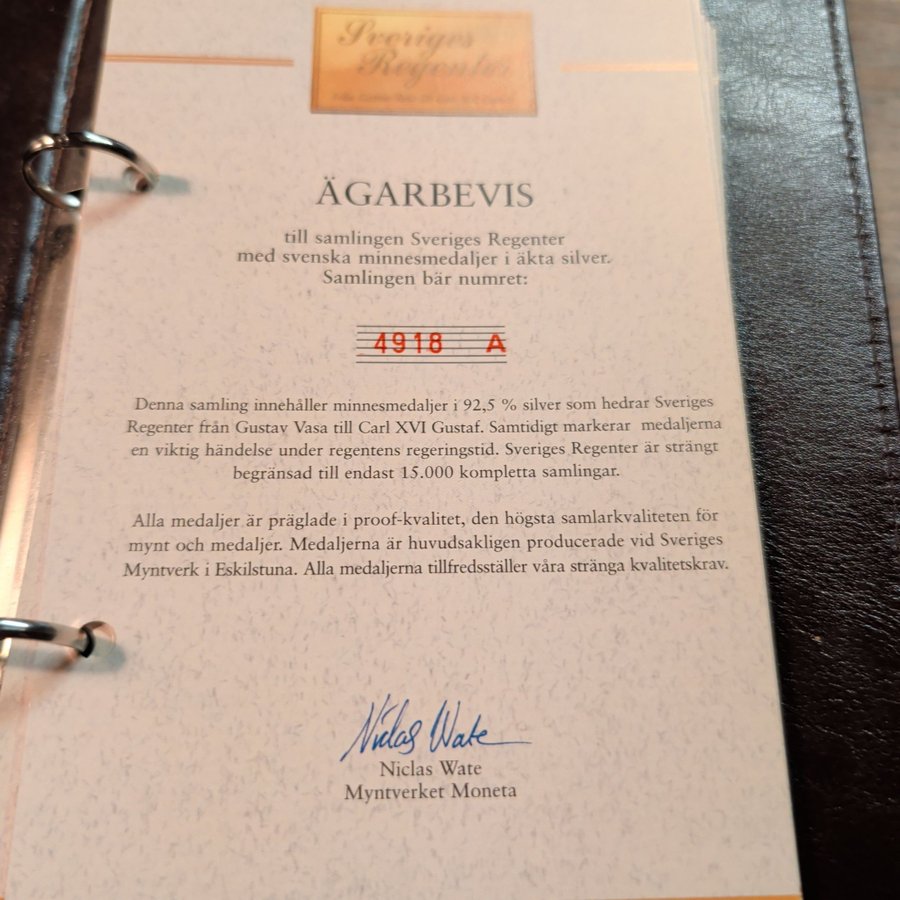 Sveriges
Regenter
ÄGARBEVIS
till samlingen Sveriges Regenter
med svenska minnesmedaljer i äkta silver.
Samlingen bär numret:
4918 A
Denna samling innehåller minnesmedaljer i 92,5 % silver som hedrar Sveriges
Regenter från Gustav Vasa till Carl XVI Gustaf. Samtidigt markerar medaljerna
en viktig händelse under regentens regeringstid. Sveriges Regenter är strängt
begränsad till endast 15.000 kompletta samlingar.
Alla medaljer är präglade i proof-kvalitet, den högsta samlarkvaliteten för
mynt och medaljer. Medaljerna är huvudsakligen producerade vid Sveriges
Myntverk i Eskilstuna. Alla medaljerna tillfredsställer våra stränga kvalitetskrav.
Niclas Wate
Niclas Wate
Myntverket Moneta